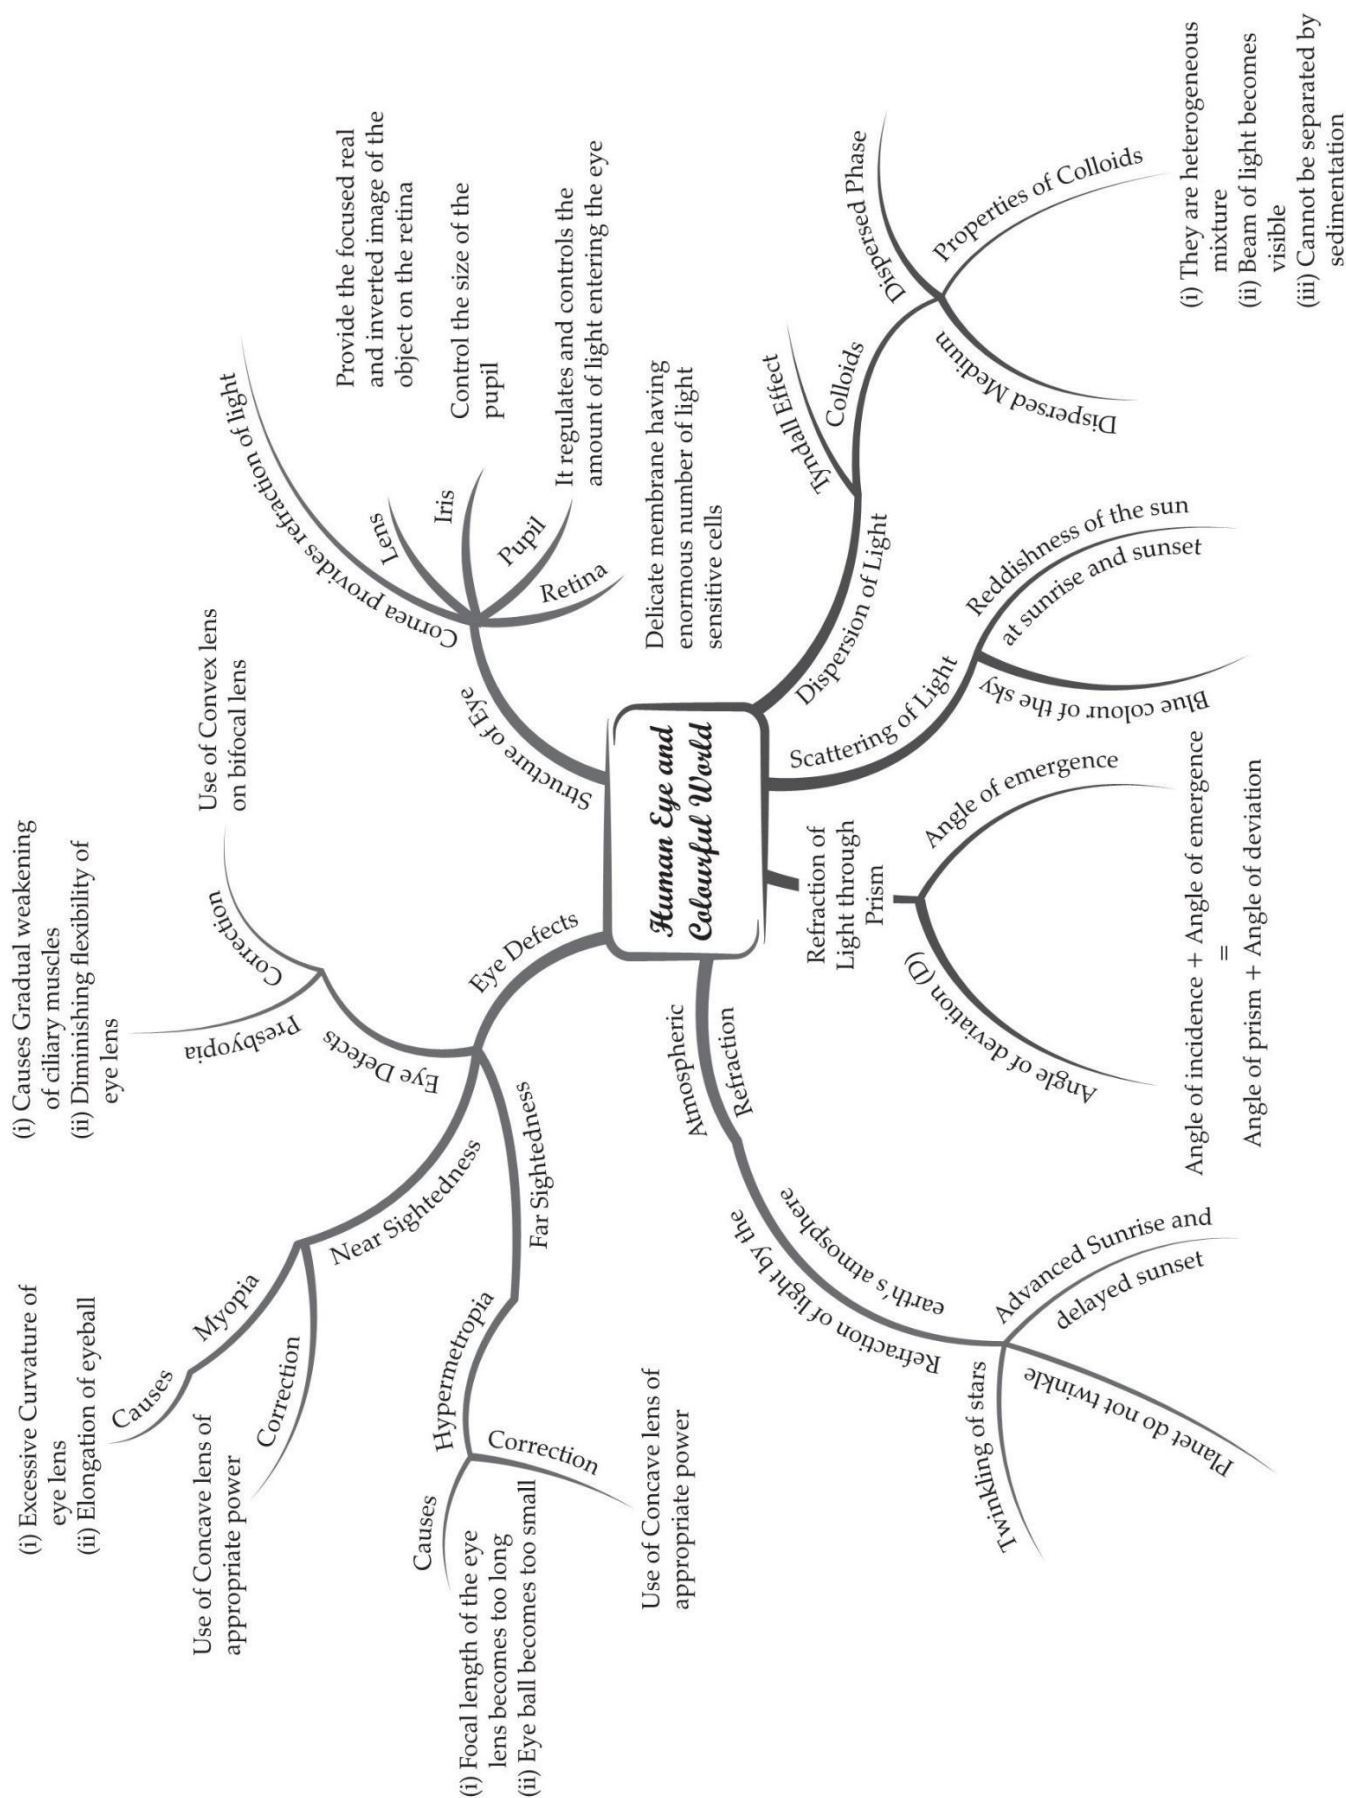 Human Eye and
Colourful World
Structure of Eye
Cornea provides refraction of light
Lens
Provide the focused real
and inverted image of the
object on the retina
Iris
Control the size of the
pupil
Pupil
It regulates and controls the
amount of light entering the eye
Retina
Delicate membrane having
enormous number of light
sensitive cells
Dispersion of Light
Tyndall Effect
Colloids
Dispersed Phase
Properties of Colloids
(i) They are heterogeneous
mixture
(ii) Beam of light becomes
visible
(iii) Cannot be separated by
sedimentation
Dispersed Medium
Scattering of Light
Reddishness of the sun
at sunrise and sunset
Blue colour of the sky
Refraction of
Light through
Prism
Angle of emergence
Angle of deviation (D)
Angle of incidence + Angle of emergence
=
Angle of prism + Angle of deviation
Atmospheric
Refraction
Refraction of light by the
earth's atmosphere
Advanced Sunrise and
delayed sunset
Planet do not twinkle
Twinkling of stars
Eye Defects
Eye Defects
Presbyopia
(i) Causes Gradual weakening
of ciliary muscles
(ii) Diminishing flexibility of
eye lens
Correction
Use of Convex lens
on bifocal lens
Near Sightedness
Myopia
Causes
(i) Excessive Curvature of
eye lens
(ii) Elongation of eyeball
Correction
Use of Concave lens of
appropriate power
Far Sightedness
Hypermetropia
Causes
(i) Focal length of the eye
lens becomes too long
(ii) Eye ball becomes too small
Correction
Use of Concave lens of
appropriate power